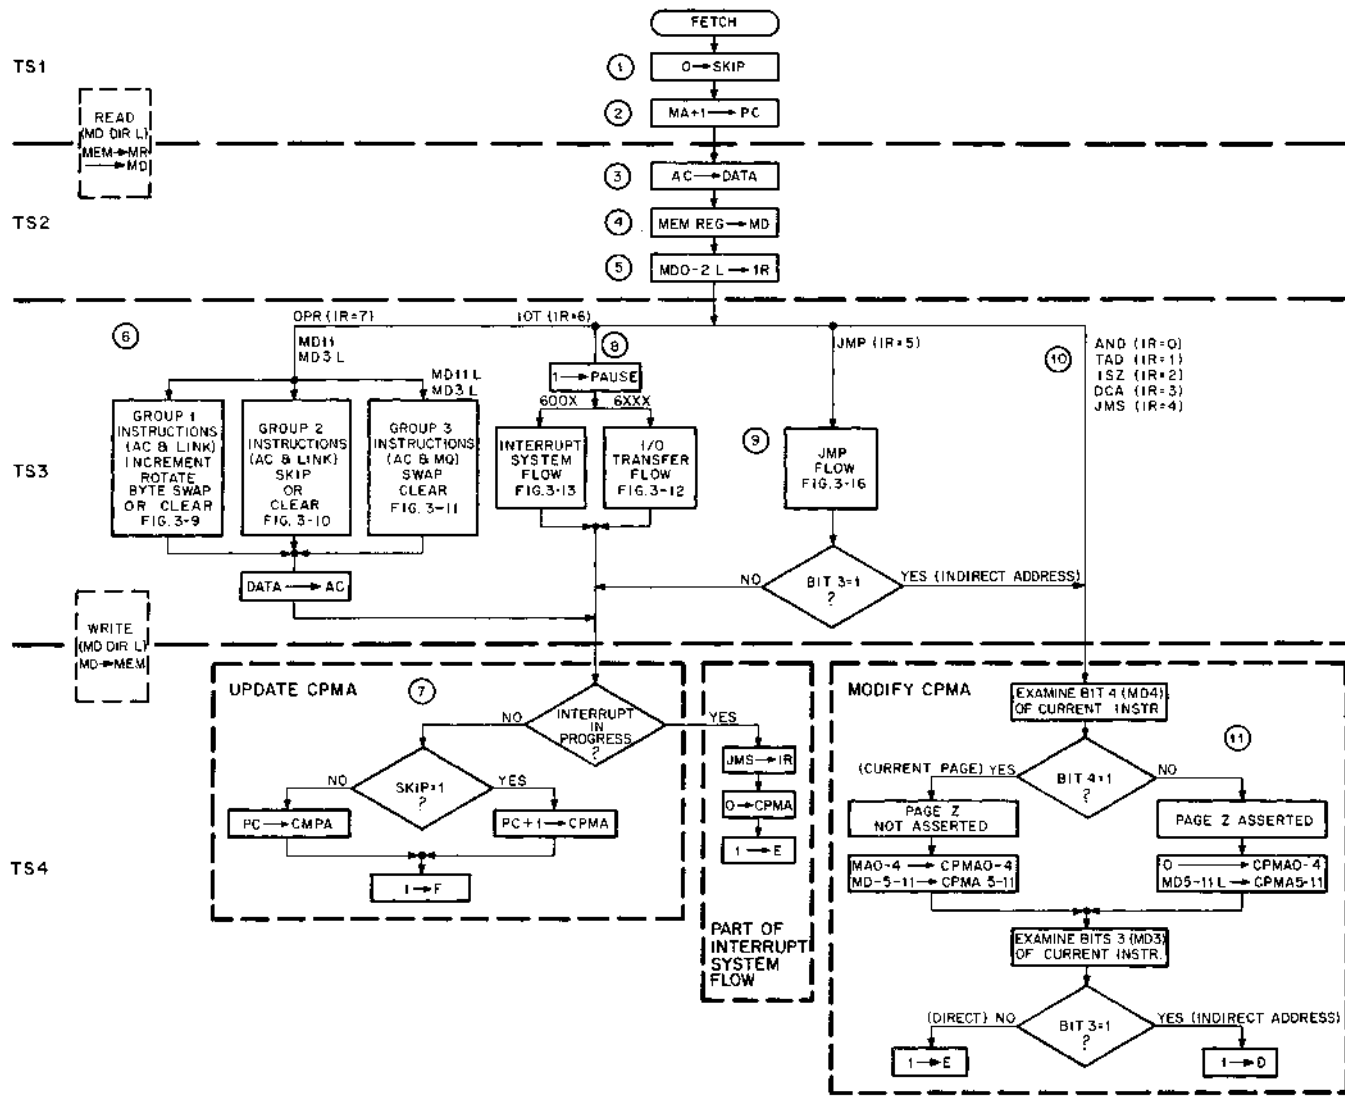 FETCH
TS1
1
0→SKIP
READ
(MD DIR L)
MEM→MR
→MD
2
MA+1→PC
3
AC→DATA
TS2
4
MEM REG→MD
5
MD0-2 L→IR
6
OPR (IR=7)
IOT (IR=6)
MD11
MD3 L
8
JMP (IR=5)
10
AND (IR=0)
TAD (IR=1)
ISZ (IR=2)
DCA (IR=3)
JMS (IR=4)
1→PAUSE
MD11 L
MD3 L
600X
6XXX
GROUP 1
INSTRUCTIONS
(AC & LINK)
INCREMENT
ROTATE
BYTE SWAP
OR CLEAR
FIG. 3-9
GROUP 2
INSTRUCTIONS
(AC & LINK)
SKIP
OR
CLEAR
FIG. 3-10
GROUP 3
INSTRUCTIONS
(AC & MQ)
SWAP
CLEAR
FIG. 3-11
INTERRUPT
SYSTEM
FLOW
FIG. 3-13
I/O
TRANSFER
FLOW
FIG. 3-12
9
JMP
FLOW
FIG. 3-16
TS3
DATA→AC
NO
BIT 3=1
?
YES (INDIRECT ADDRESS)
WRITE
(MD DIR L)
MD→MEM
UPDATE CPMA
7
NO
INTERRUPT
IN
PROGRESS
?
YES
MODIFY CPMA
EXAMINE BIT 4 (MD4)
OF CURRENT INSTR
11
JMS→IR
NO
SKIP=1
?
YES
(CURRENT PAGE) YES
BIT 4=1
?
NO
0→CPMA
PC→CMPA
PC+1→CPMA
PAGE Z
NOT ASSERTED
PAGE Z ASSERTED
1→E
TS4
1→F
MA0-4→CPMA0-4
MD-5-11→CPMA 5-11
0→CPMA0-4
MD5-11 L→CPMA5-11
PART OF
INTERRUPT
SYSTEM
FLOW
EXAMINE BITS 3 (MD3)
OF CURRENT INSTR.
(DIRECT) NO
BIT 3=1
?
YES (INDIRECT ADDRESS)
1→E
1→D